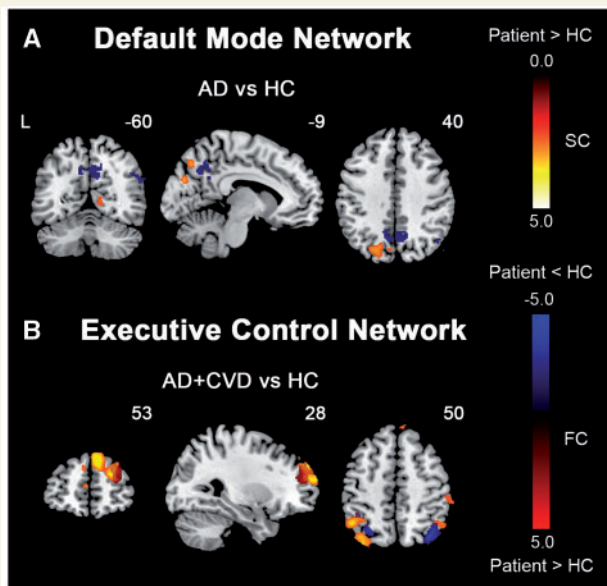 A Default Mode Network
AD vs HC
L -60 -9 40
B Executive Control Network
AD+CVD vs HC
53 28 50
Patient > HC
0.0
SC
5.0
Patient < HC
-5.0
FC
5.0
Patient > HC